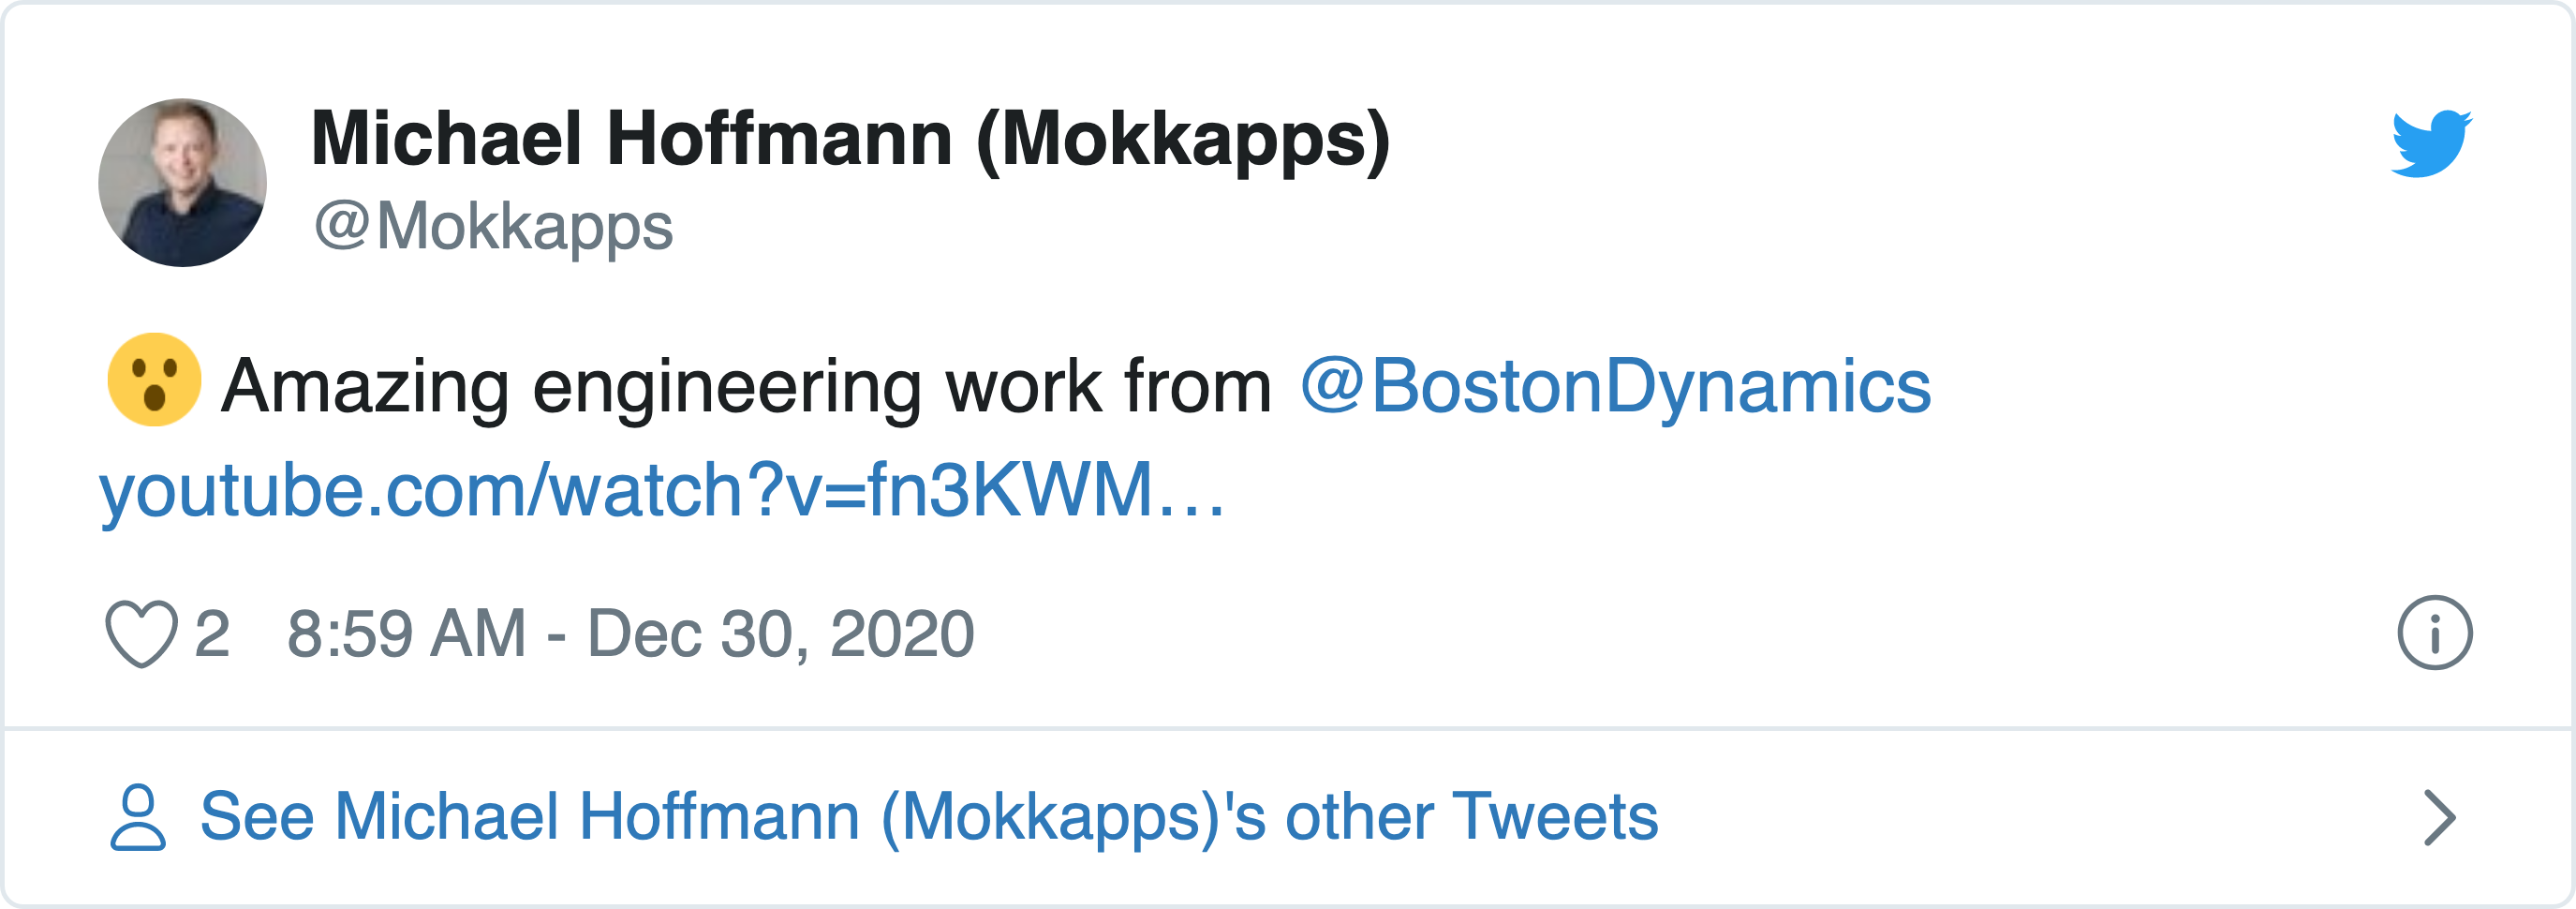 Michael Hoffmann (Mokkapps)
@Mokkapps
😮 Amazing engineering work from @BostonDynamics
youtube.com/watch?v=fn3KWM…
2 8:59 AM - Dec 30, 2020
See Michael Hoffmann (Mokkapps)'s other Tweets